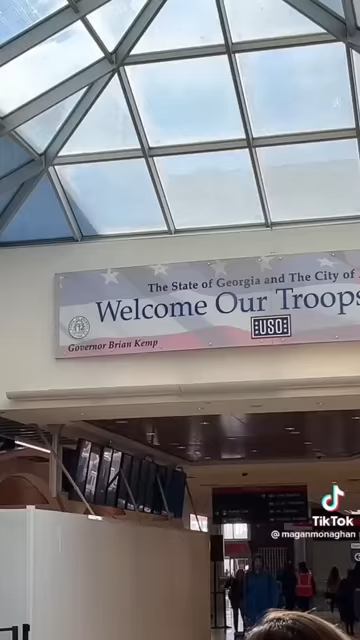 The State of Georgia and The City of
Welcome Our Troops
USO
Governor Brian Kemp
TikTok
@ maganmonaghan